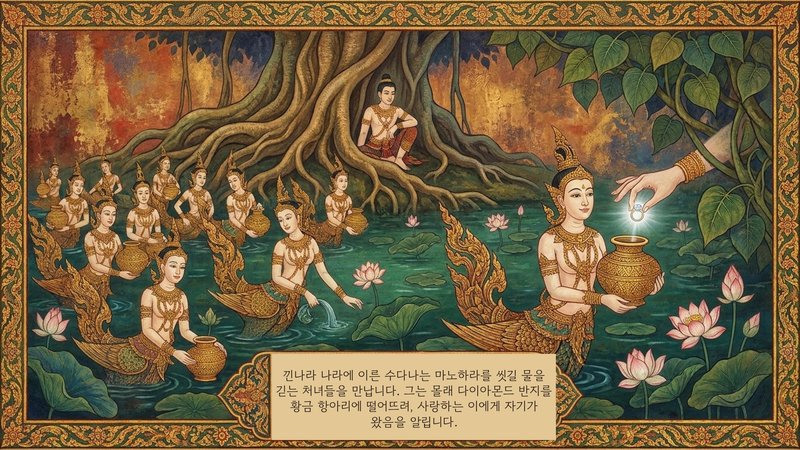 낀나라 나라에 이른 수다나는 마노하라를 씻길 물을
긷는 처녀들을 만납니다. 그는 몰래 다이아몬드 반지를
황금 항아리에 떨어뜨려, 사랑하는 이에게 자기가
왔음을 알립니다.